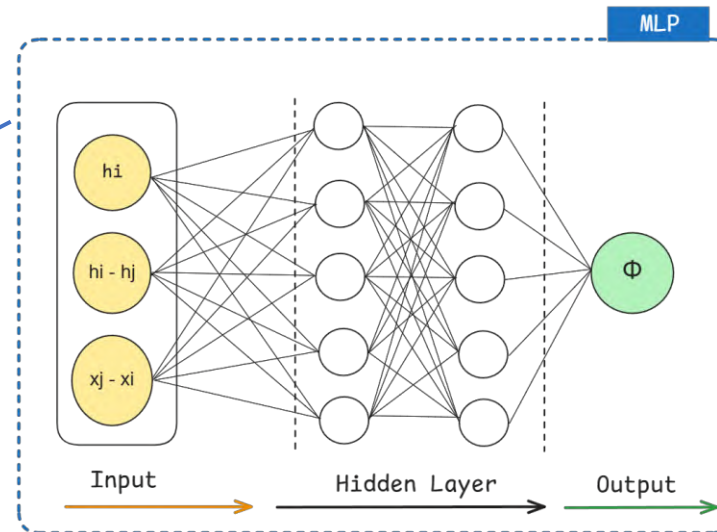 MLP
hi
hi - hj
xj - xi
Φ
Input
Hidden Layer
Output